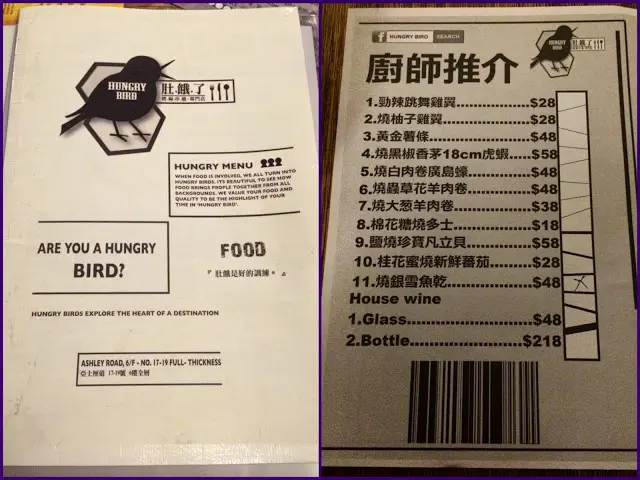 HUNGRY
BIRD
肚.餓.了
HUNGRY MENU
WHEN FOOD IS INVOLVED, WE ALL TURN INTO
HUNGRY BIRDS. ITS BEAUTIFUL TO SEE HOW
FOOD BRINGS PROPLE TOGETHER FROM ALL
BACKGROUNDS. WE VALUE YOUR FOOD AND
QUALITY TO BE THE HIGHLIGHT OF YOUR
TIME IN 'HUNGRY BIRD'.
ARE YOU A HUNGRY
BIRD?
FOOD
『 肚餓是好的訓練。 』
HUNGRY BIRDS EXPLORE THE HEART OF A DESTINATION
ASHLEY ROAD, 6/F - NO. 17-19 FULL- THICKNESS
亞士厘道 17-19號 6樓全層
f HUNGRY BIRD SEARCH
HUNGRY
BIRD
肚.餓.了
廚師推介
1.勁辣跳舞雞翼..................$28
2.燒柚子雞翼......................$28
3.黃金薯條..........................$48
4.燒黑椒香茅18cm虎蝦.....$58
5.燒白肉卷廣島蠔...............$48
6.燒蟲草花羊肉卷...............$48
7.燒大葱羊肉卷...................$38
8.棉花糖燒多士...................$18
9.鹽燒珍寶凡立貝...............$58
10.桂花蜜燒新鮮蕃茄..........$28
11.燒銀雪魚乾.....................$48
House wine
1.Glass...............................$48
2.Bottle.............................$218